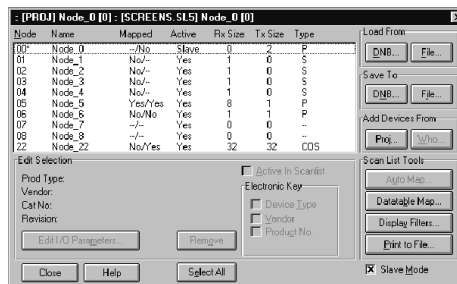 : [PROJ] Node_0 [0] : [SCREENS.SL5] Node_0 [0]
Node Name Mapped Active Rx Size Tx Size Type
00* Node_0 --/No Slave 0 2 P
01 Node_1 No/-- Yes 1 0 S
02 Node_2 No/-- Yes 1 0 S
03 Node_3 No/-- Yes 1 0 S
04 Node_4 No/-- Yes 1 0 S
05 Node_5 Yes/Yes Yes 8 1 P
06 Node_6 No/No Yes 1 1 P
07 Node_7 --/-- Yes 0 0 --
08 Node_8 --/-- Yes 0 0 --
22 Node_22 No/Yes Yes 32 32 COS
Load From
DNB... File...
Save To
DNB... File...
Add Devices From
Proj... Who...
Edit Selection
Prod Type:
Vendor:
Cat No:
Revision:
Active In Scanlist
Electronic Key
Device Type
Vendor
Product No.
Edit I/O Parameters... Remove
Scan List Tools
Auto Map...
Datatable Map...
Display Filters...
Print to File...
Close Help Select All
Slave Mode